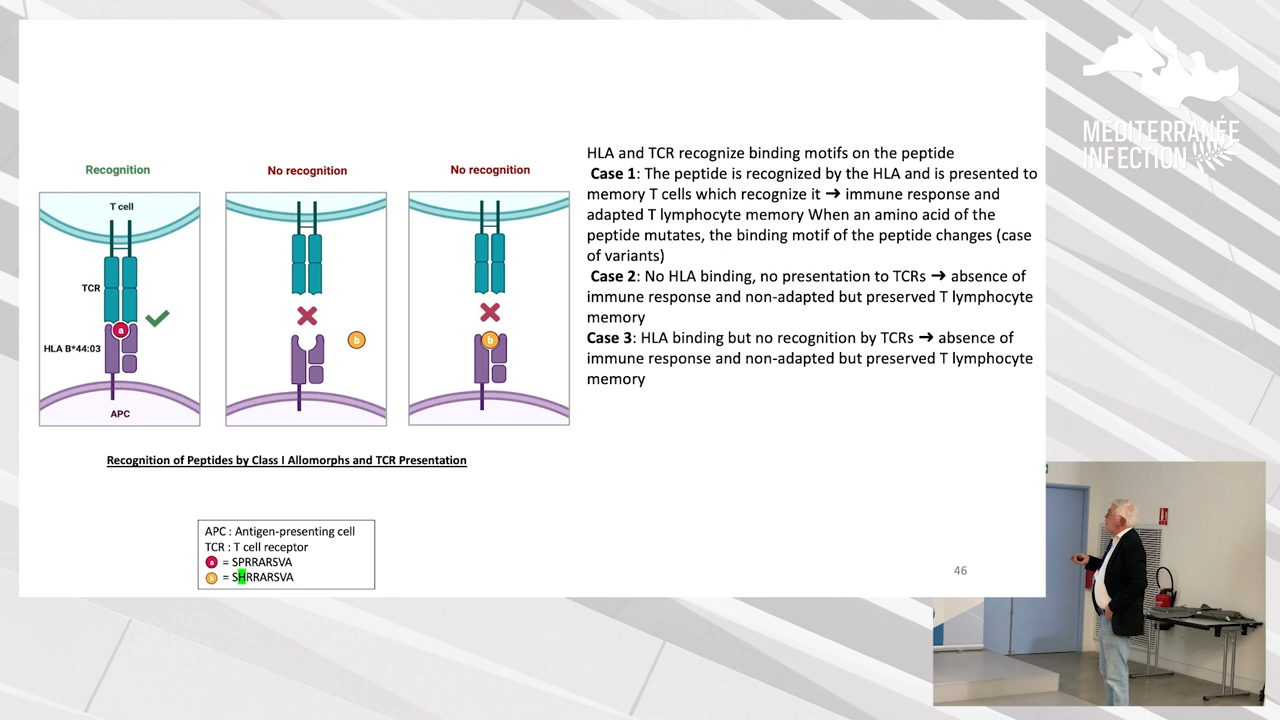 MÉDITERRANÉE
INFECTION
Recognition
No recognition
No recognition
T cell
TCR
a
HLA B*44:03
APC
b
b
Recognition of Peptides by Class I Allomorphs and TCR Presentation
HLA and TCR recognize binding motifs on the peptide
Case 1: The peptide is recognized by the HLA and is presented to
memory T cells which recognize it ➜ immune response and
adapted T lymphocyte memory When an amino acid of the
peptide mutates, the binding motif of the peptide changes (case
of variants)
Case 2: No HLA binding, no presentation to TCRs ➜ absence of
immune response and non-adapted but preserved T lymphocyte
memory
Case 3: HLA binding but no recognition by TCRs ➜ absence of
immune response and non-adapted but preserved T lymphocyte
memory
APC : Antigen-presenting cell
TCR : T cell receptor
a = SPRRARSVA
b = SHRRARSVA
46